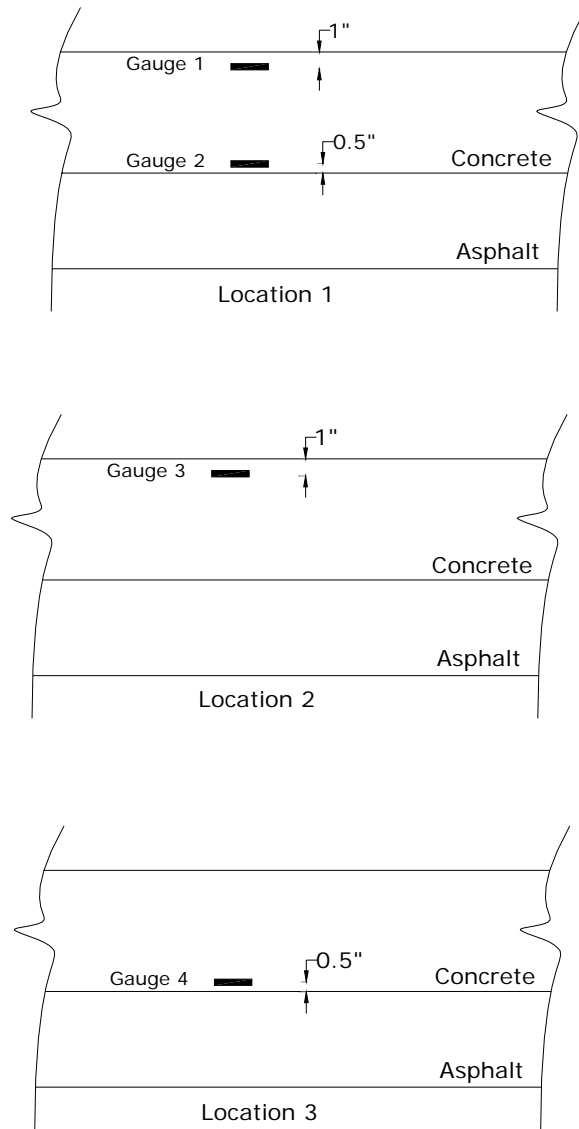 1"
Gauge 1
0.5"
Gauge 2
Concrete
Asphalt
Location 1
1"
Gauge 3
Concrete
Asphalt
Location 2
0.5"
Gauge 4
Concrete
Asphalt
Location 3